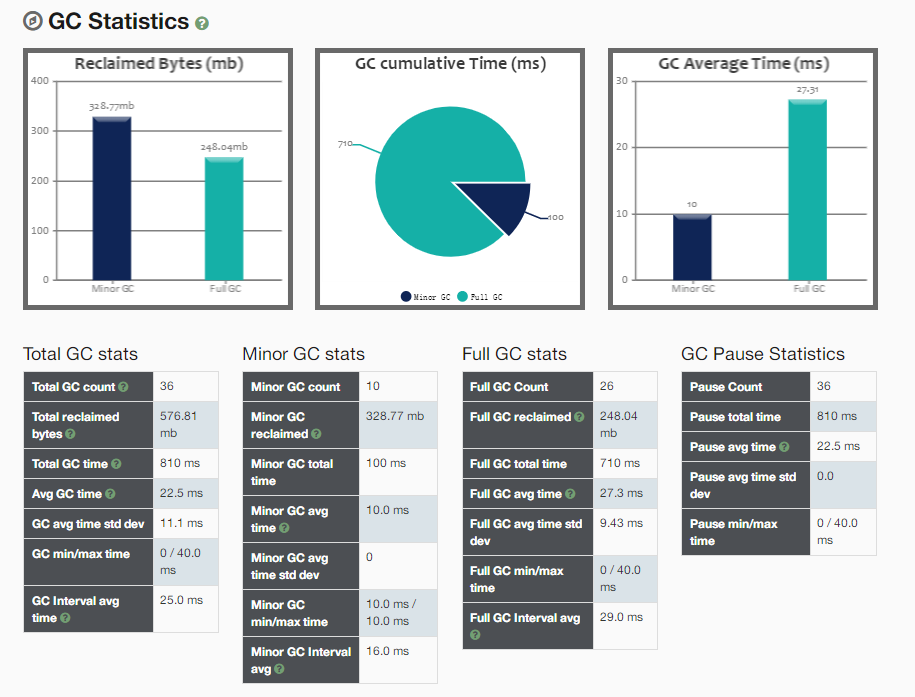 GC Statistics ?
Reclaimed Bytes (mb)
400
300
200
100
0
328.77mb
248.04mb
Minor GC
Full GC
GC cumulative Time (ms)
710
100
Minor GC
Full GC
GC Average Time (ms)
30
20
10
0
10
27.31
Minor GC
Full GC
Total GC stats
Total GC count ? 36
Total reclaimed 576.81
bytes ? mb
Total GC time ? 810 ms
Avg GC time ? 22.5 ms
GC avg time std dev 11.1 ms
GC min/max time 0 / 40.0
ms
GC Interval avg 25.0 ms
time ?
Minor GC stats
Minor GC count 10
Minor GC 328.77 mb
reclaimed ?
Minor GC total 100 ms
time
Minor GC avg 10.0 ms
time ?
Minor GC avg 0
time std dev
Minor GC 10.0 ms /
min/max time 10.0 ms
Minor GC Interval 16.0 ms
avg ?
Full GC stats
Full GC Count 26
Full GC reclaimed ? 248.04
mb
Full GC total time 710 ms
Full GC avg time ? 27.3 ms
Full GC avg time std 9.43 ms
dev
Full GC min/max 0 / 40.0
time ms
Full GC Interval avg 29.0 ms
?
GC Pause Statistics
Pause Count 36
Pause total time 810 ms
Pause avg time ? 22.5 ms
Pause avg time std 0.0
dev
Pause min/max 0 / 40.0
time ms